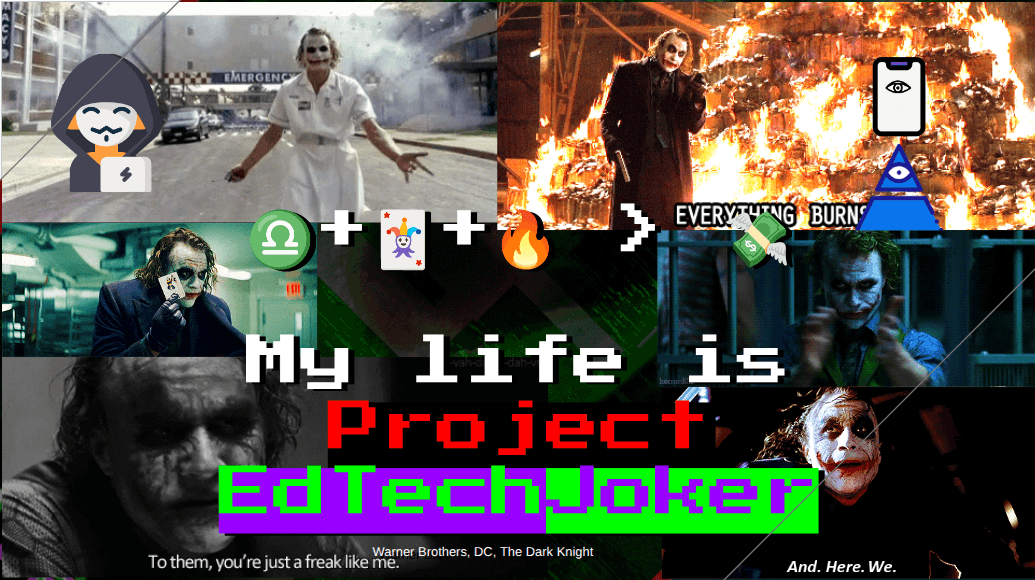 EMERGENCY
EVERYTHING BURNS
+ + >
My life is
Project
EdTechJoker
Warner Brothers, DC, The Dark Knight
To them, you're just a freak like me.
And. Here. We.